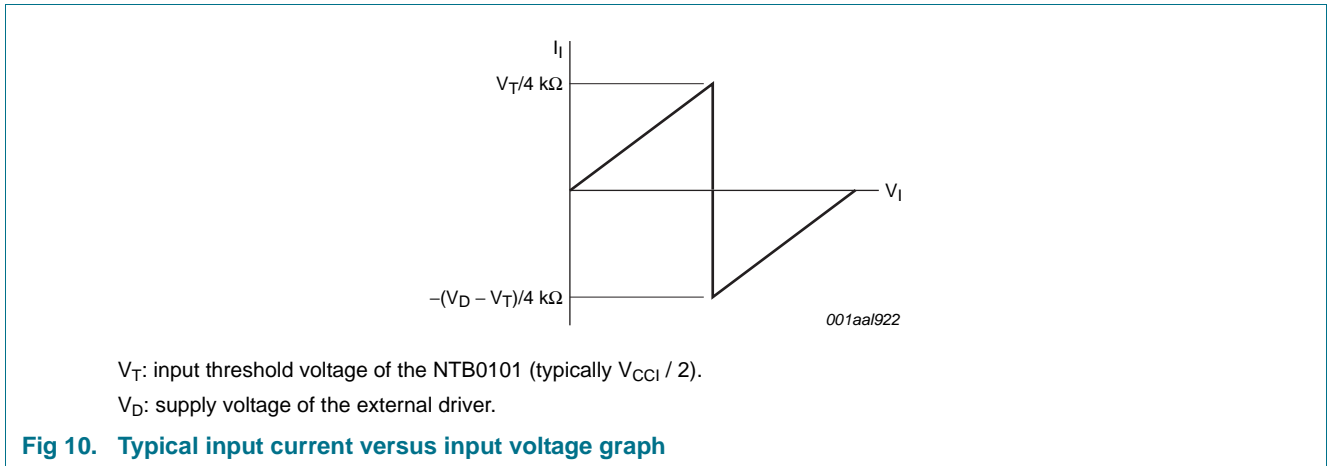 I_I
V_T/4 kΩ
V_I
−(V_D − V_T)/4 kΩ
001aal922
V_T: input threshold voltage of the NTB0101 (typically V_CCI / 2).
V_D: supply voltage of the external driver.
Fig 10. Typical input current versus input voltage graph